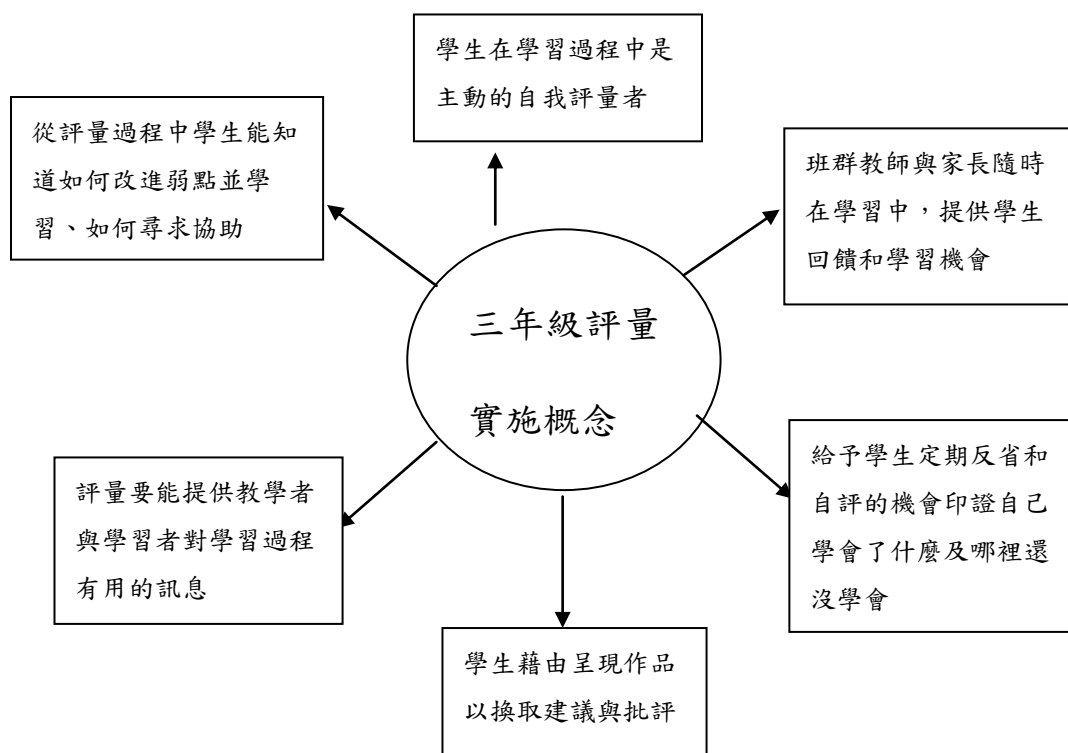 學生在學習過程中是
主動的自我評量者
從評量過程中學生能知
道如何改進弱點並學
習、如何尋求協助
班群教師與家長隨時
在學習中，提供學生
回饋和學習機會
三年級評量
實施概念
評量要能提供教學者
與學習者對學習過程
有用的訊息
給予學生定期反省和
自評的機會印證自己
學會了什麼及哪裡還
沒學會
學生藉由呈現作品
以換取建議與批評